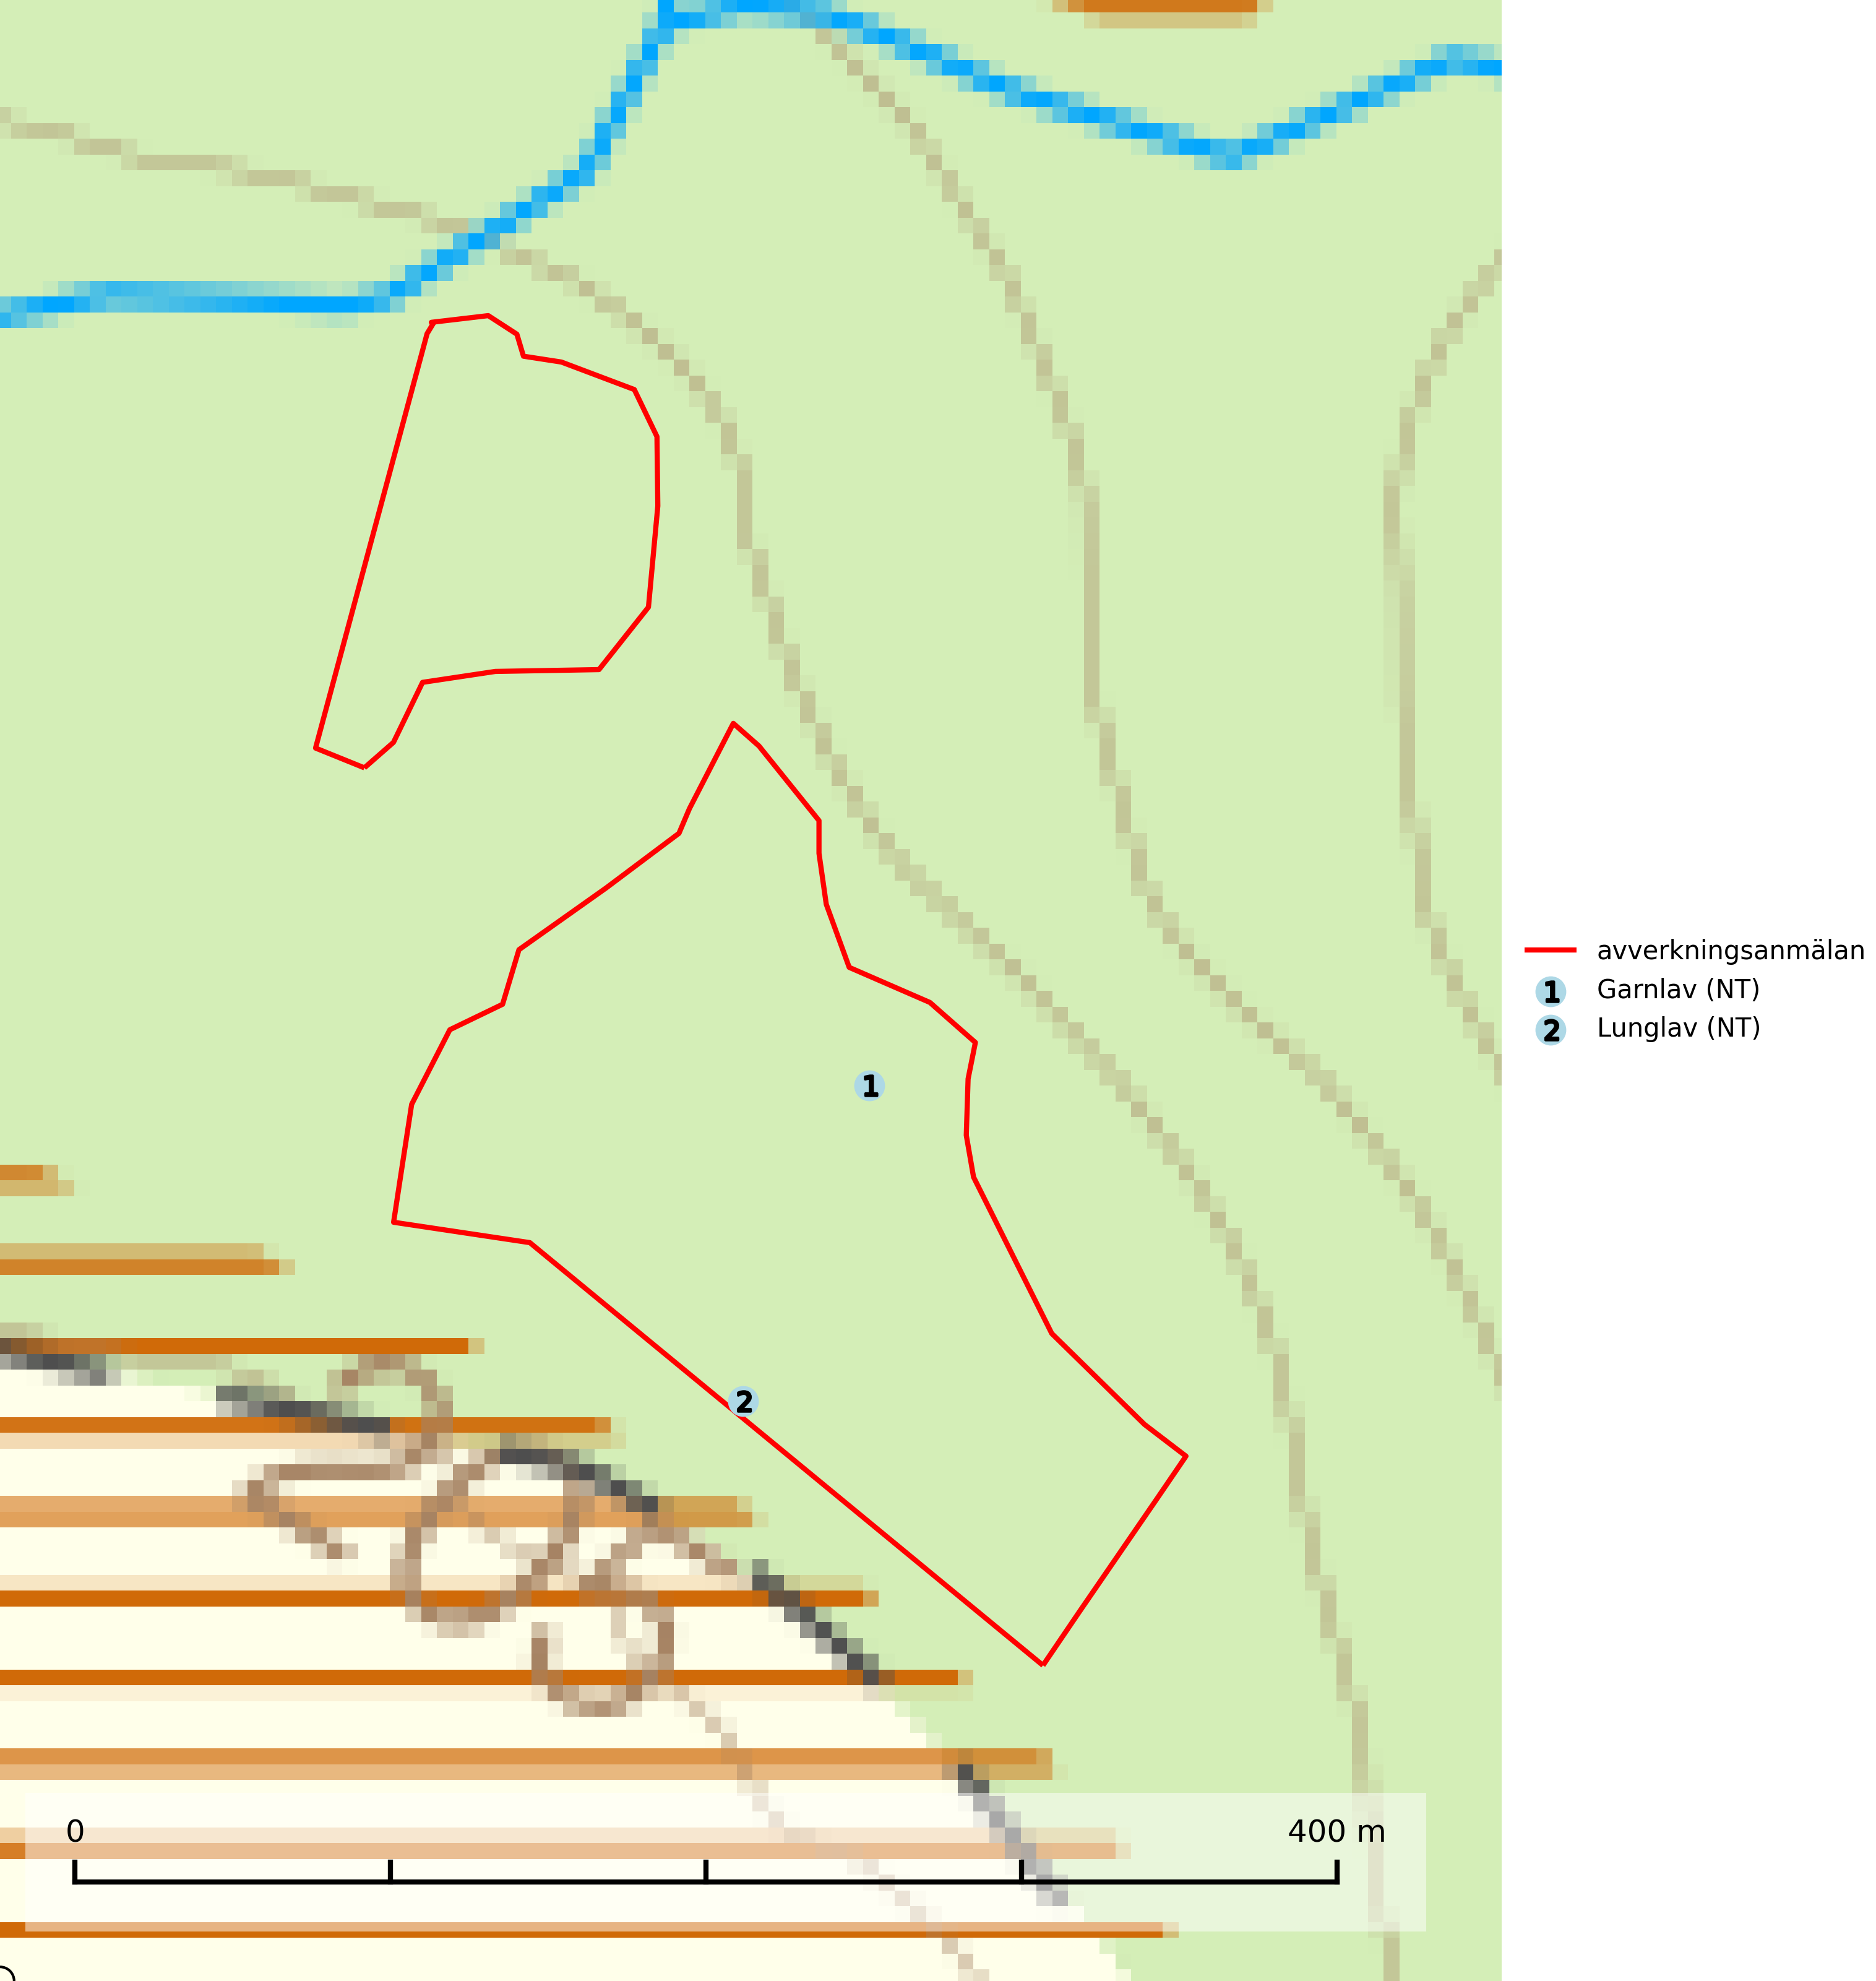 1
2
avverkningsanmälan
1 Garnlav (NT)
2 Lunglav (NT)
0 400 m